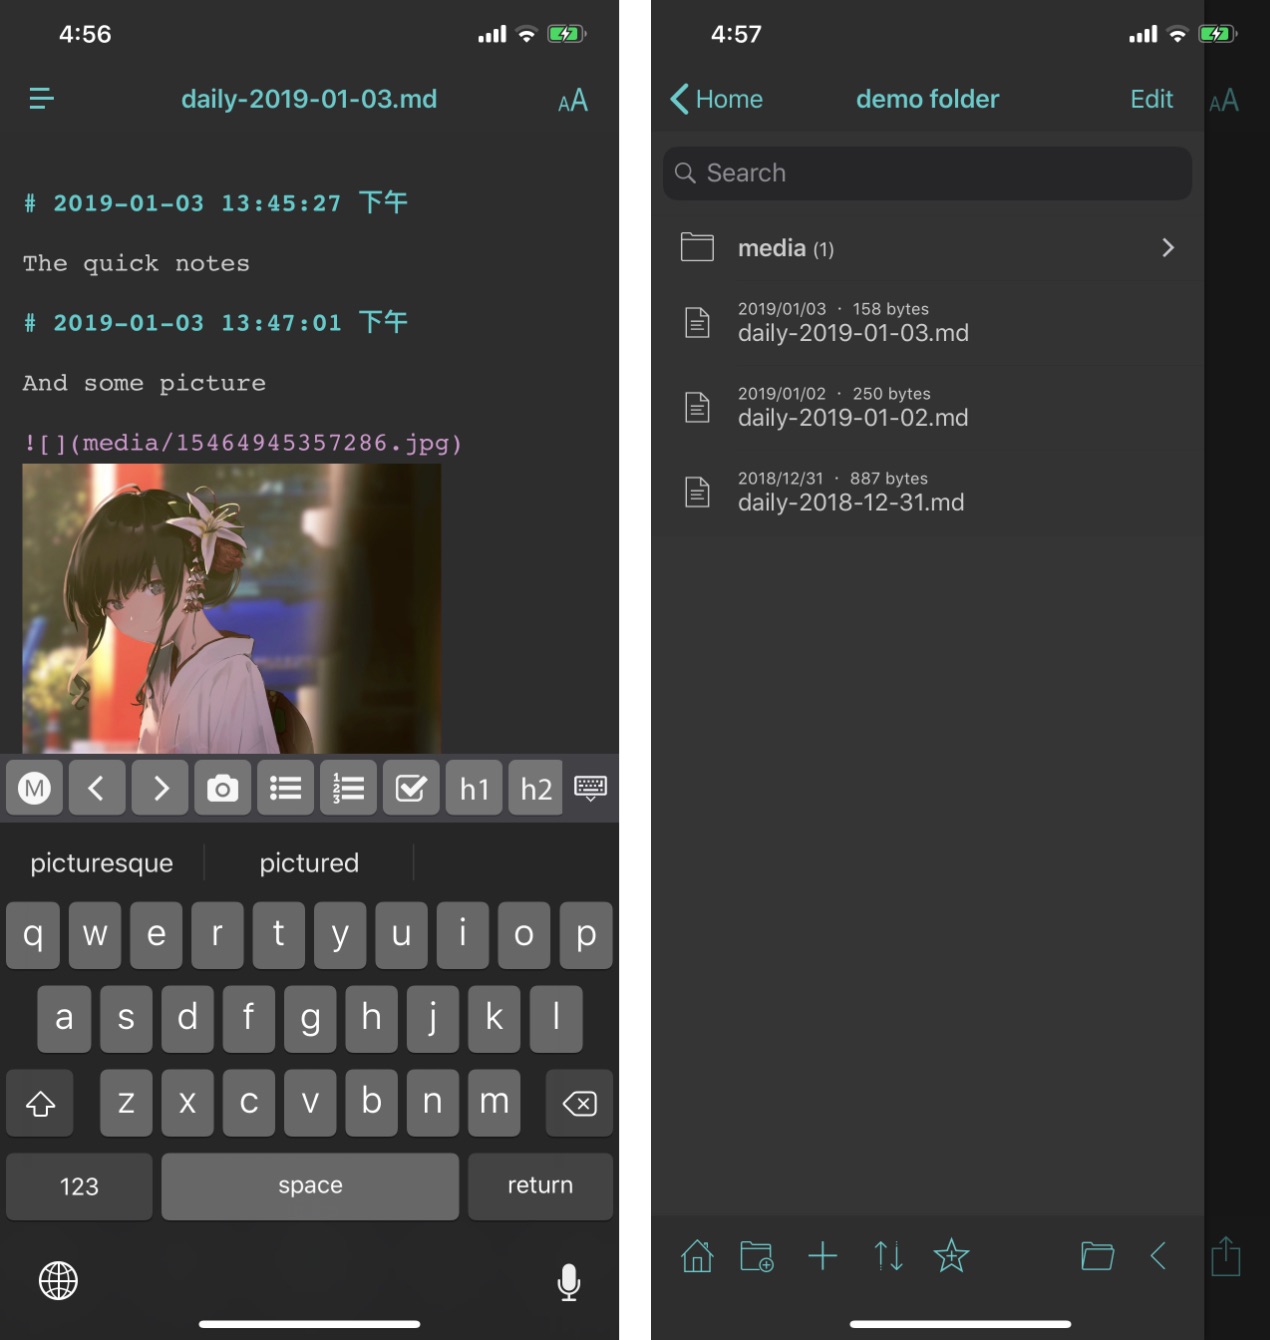 4:56
daily-2019-01-03.md
AA
# 2019-01-03 13:45:27 下午
The quick notes
# 2019-01-03 13:47:01 下午
And some picture
![](media/15464945357286.jpg)
M
1
2
3
h1
h2
picturesque
pictured
q w e r t y u i o p
a s d f g h j k l
z x c v b n m
123
space
return
4:57
Home
demo folder
Edit
AA
Search
media (1)
2019/01/03 · 158 bytes
daily-2019-01-03.md
2019/01/02 · 250 bytes
daily-2019-01-02.md
2018/12/31 · 887 bytes
daily-2018-12-31.md